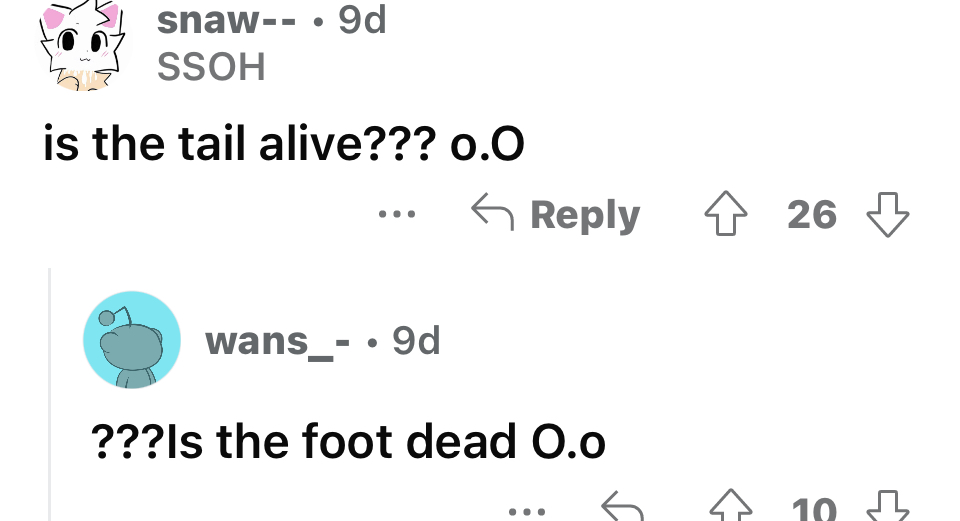 snaw-- • 9d
SSOH
is the tail alive??? o.O
... Reply 26
wans_- • 9d
???Is the foot dead O.o
... 10